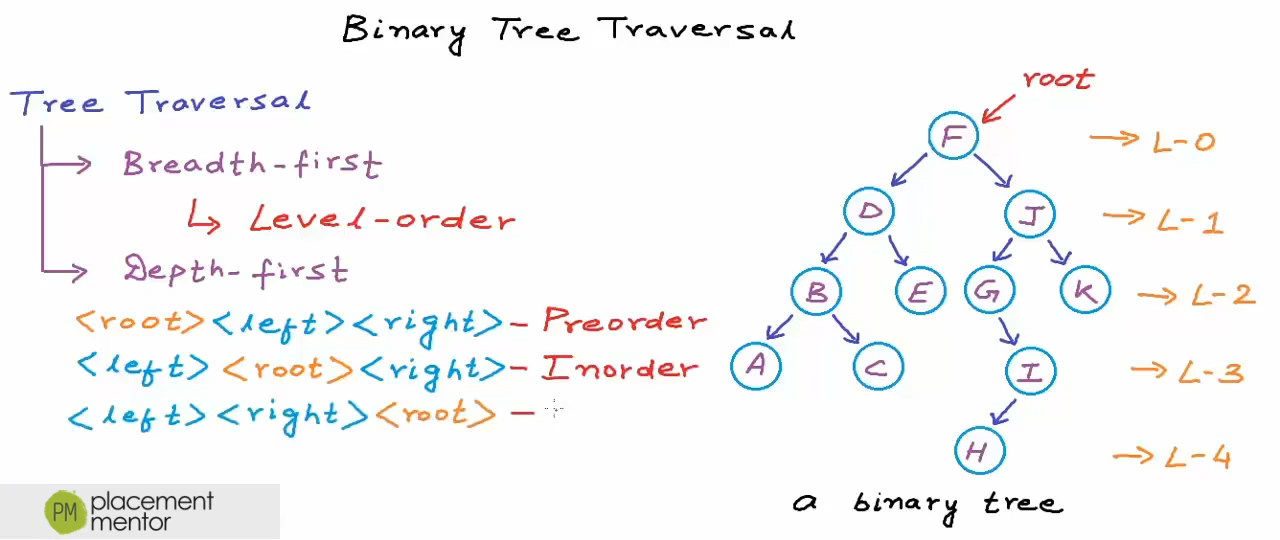 Binary Tree Traversal
Tree Traversal
Breadth-first
Level-order
Depth-first
<root><left><right> - Preorder
<left><root><right> - Inorder
<left><right><root> -
root
F
L-0
D J
L-1
B E G K
L-2
A C I
L-3
H
L-4
a binary tree
PM placement
mentor